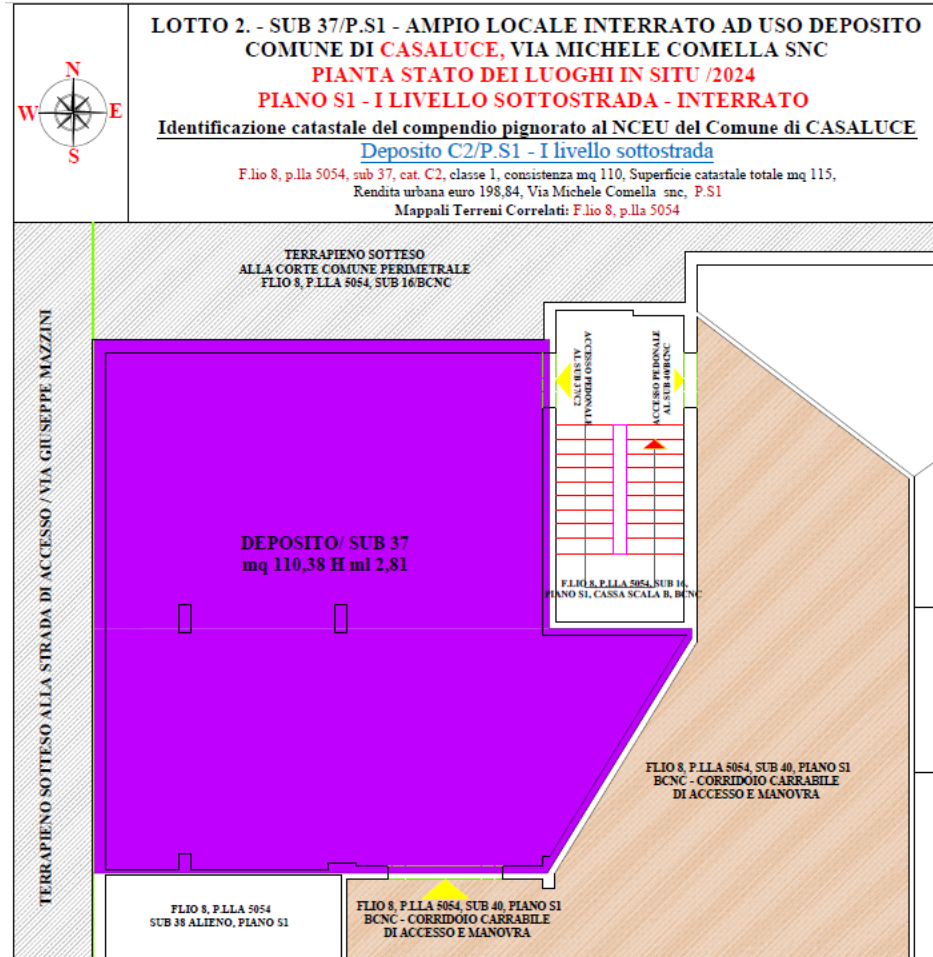 LOTTO 2. - SUB 37/P.S1 - AMPIO LOCALE INTERRATO AD USO DEPOSITO
COMUNE DI CASALUCE, VIA MICHELE COMELLA SNC
PIANTA STATO DEI LUOGHI IN SITU /2024
PIANO S1 - I LIVELLO SOTTOSTRADA - INTERRATO
Identificazione catastale del compendio pignorato al NCEU del Comune di CASALUCE
Deposito C2/P.S1 - I livello sottostrada
F.lio 8, p.lla 5054, sub 37, cat. C2, classe 1, consistenza mq 110, Superficie catastale totale mq 115,
Rendita urbana euro 198,84, Via Michele Comella snc, P.S1
Mappali Terreni Correlati: F.lio 8, p.lla 5054
N
W
E
S
TERRAPIENO SOTTESO
ALLA CORTE COMUNE PERIMETRALE
FLIO 8, P.LLA 5054, SUB 16/BCNC
TERRAPIENO SOTTESO ALLA STRADA DI ACCESSO / VIA GIUSEPPE MAZZINI
ACCESSO PEDONALE
AL SUB 37/C2
ACCESSO PEDONALE
AL SUB 40/BCNC
DEPOSITO/ SUB 37
mq 110,38 H ml 2,81
F.LIO 8, P.LLA 5054, SUB 16,
PIANO S1, CASSA SCALA B, BCNC
FLIO 8, P.LLA 5054, SUB 40, PIANO S1
BCNC - CORRIDOIO CARRABILE
DI ACCESSO E MANOVRA
FLIO 8, P.LLA 5054
SUB 38 ALIENO, PIANO S1
FLIO 8, P.LLA 5054, SUB 40, PIANO S1
BCNC - CORRIDOIO CARRABILE
DI ACCESSO E MANOVRA